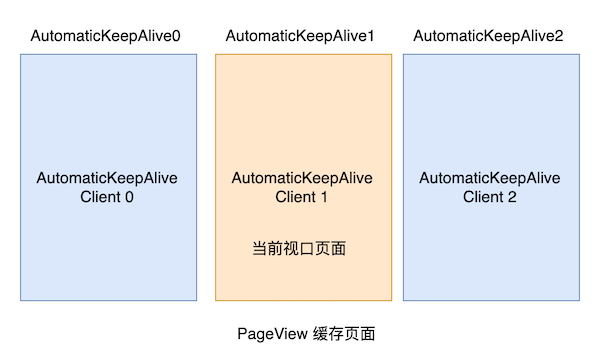 AutomaticKeepAlive0
AutomaticKeepAlive1
AutomaticKeepAlive2
AutomaticKeepAlive
Client 0
AutomaticKeepAlive
Client 1
当前视口页面
AutomaticKeepAlive
Client 2
PageView 缓存页面